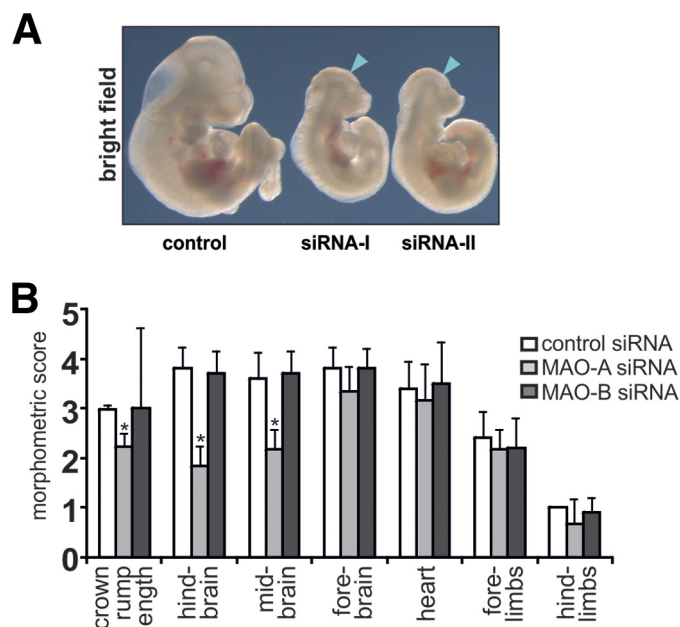 A
bright field
control siRNA-I siRNA-II
B
morphometric score
5
4
3
2
1
0
*
*
*
control siRNA
MAO-A siRNA
MAO-B siRNA
crown
rump
ength
hind-
brain
mid-
brain
fore-
brain
heart
fore-
limbs
hind-
limbs